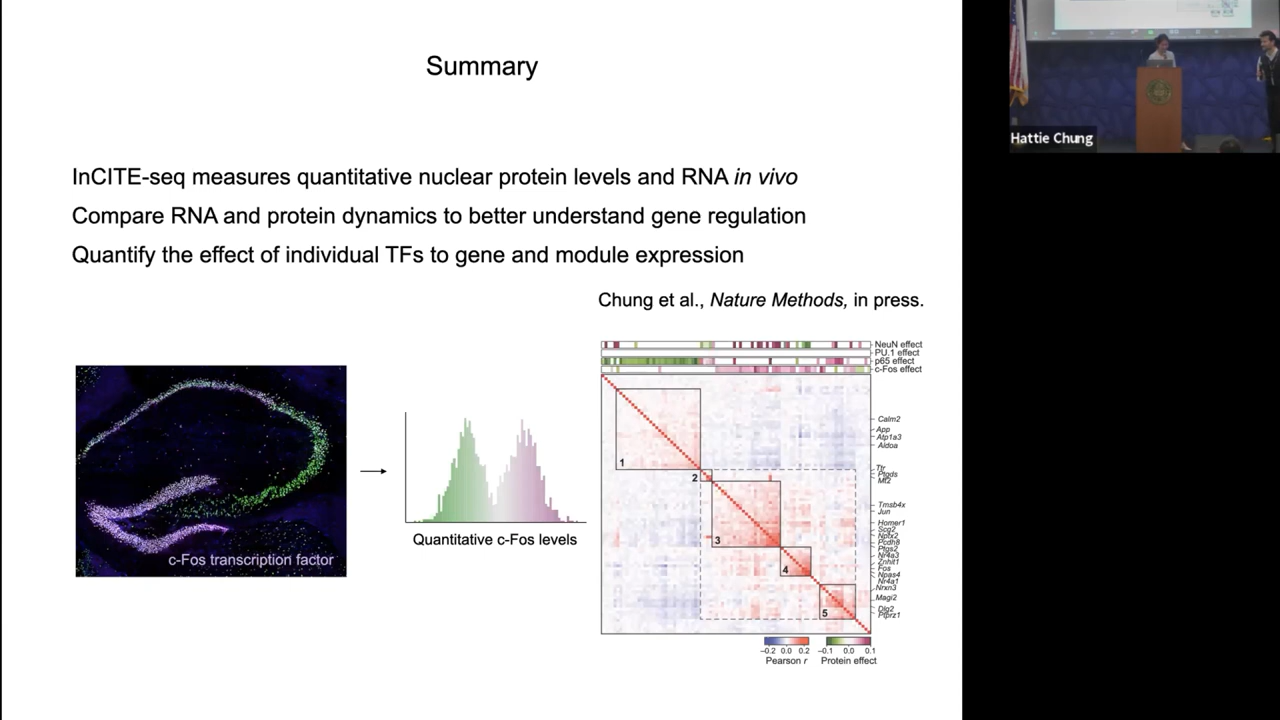 Summary
InCITE-seq measures quantitative nuclear protein levels and RNA in vivo
Compare RNA and protein dynamics to better understand gene regulation
Quantify the effect of individual TFs to gene and module expression
Chung et al., Nature Methods, in press.
Hattie Chung
NeuN effect
PU.1 effect
p65 effect
c-Fos effect
Calm2
App
Atp1a3
Aldoa
Ttr
Ptgds
Mt2
Tmsb4x
Jun
Homer1
Scg2
Nptx2
Pcdh8
Ptgs2
Nr4a3
Znhit1
Fos
Npas4
Nr4a1
Nrxn3
Magi2
Dlg2
Ptprz1
1
2
3
4
5
c-Fos transcription factor
Quantitative c-Fos levels
−0.2 0.0 0.2
Pearson r
−0.1 0.0 0.1
Protein effect